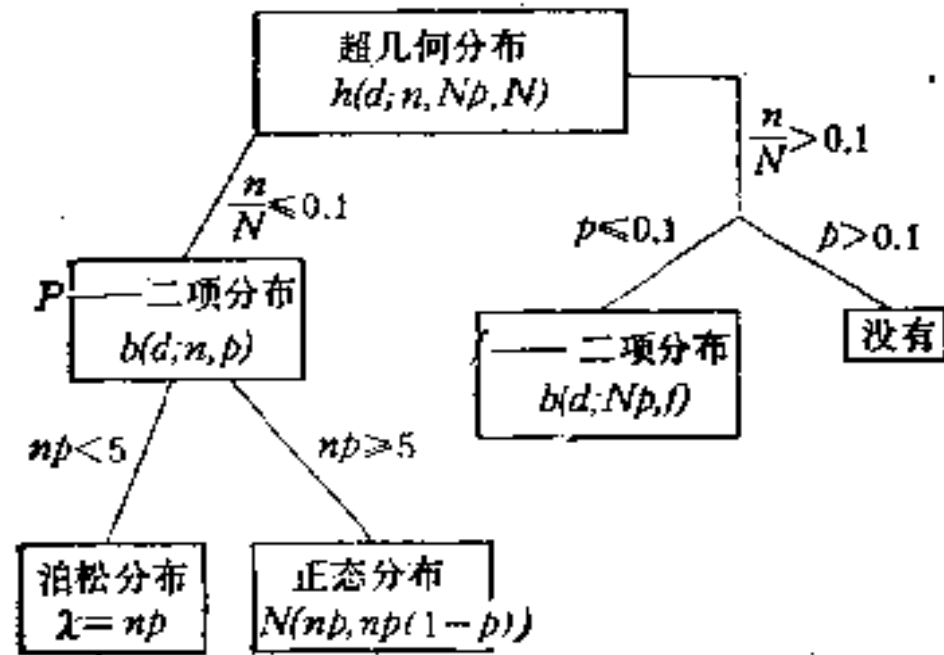 超几何分布
h(d; n, Np, N)
n/N ≤ 0.1
n/N > 0.1
p ≤ 0.1
p > 0.1
P — 二项分布
b(d; n, p)
f — 二项分布
b(d; Np, f)
没有
np < 5
np ≥ 5
泊松分布
λ = np
正态分布
N(np, np(1-p))